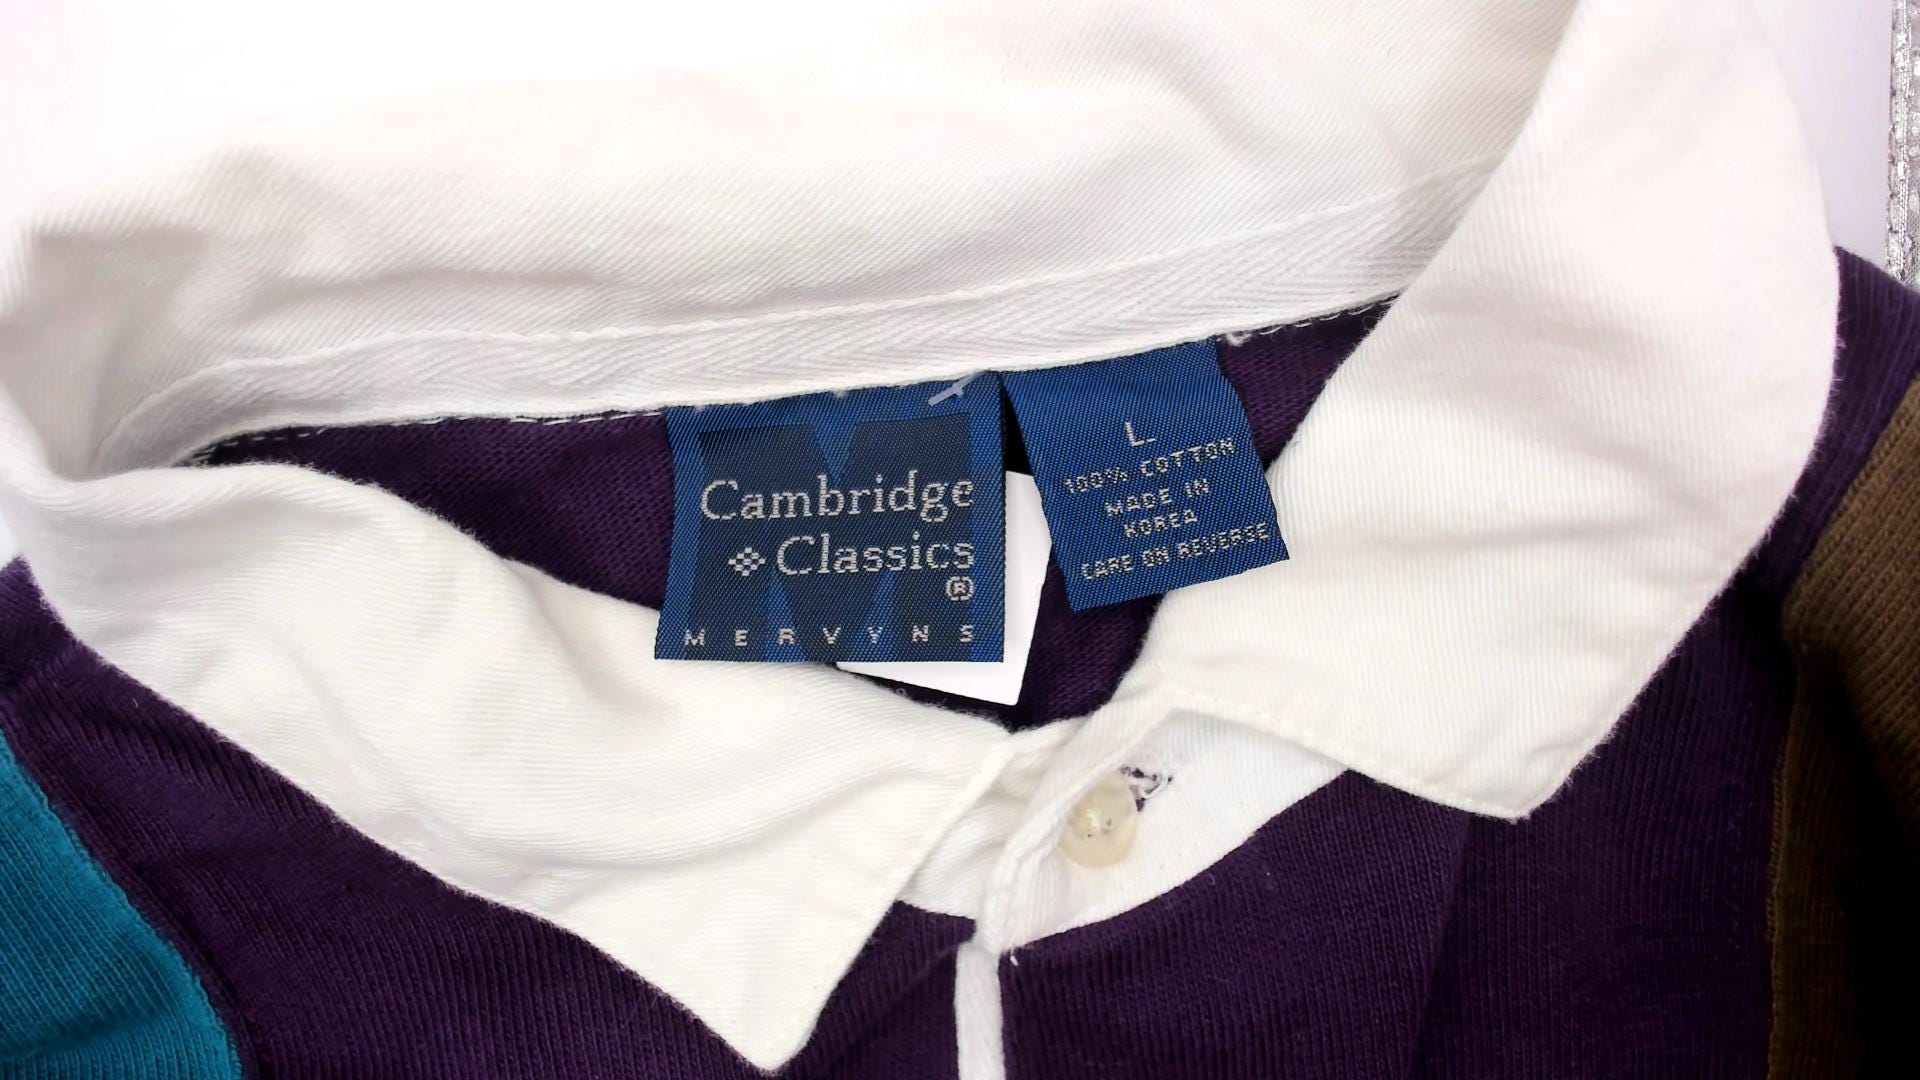 Cambridge
Classics
®
MERVYNS
L
100% COTTON
MADE IN
KOREA
CARE ON REVERSE